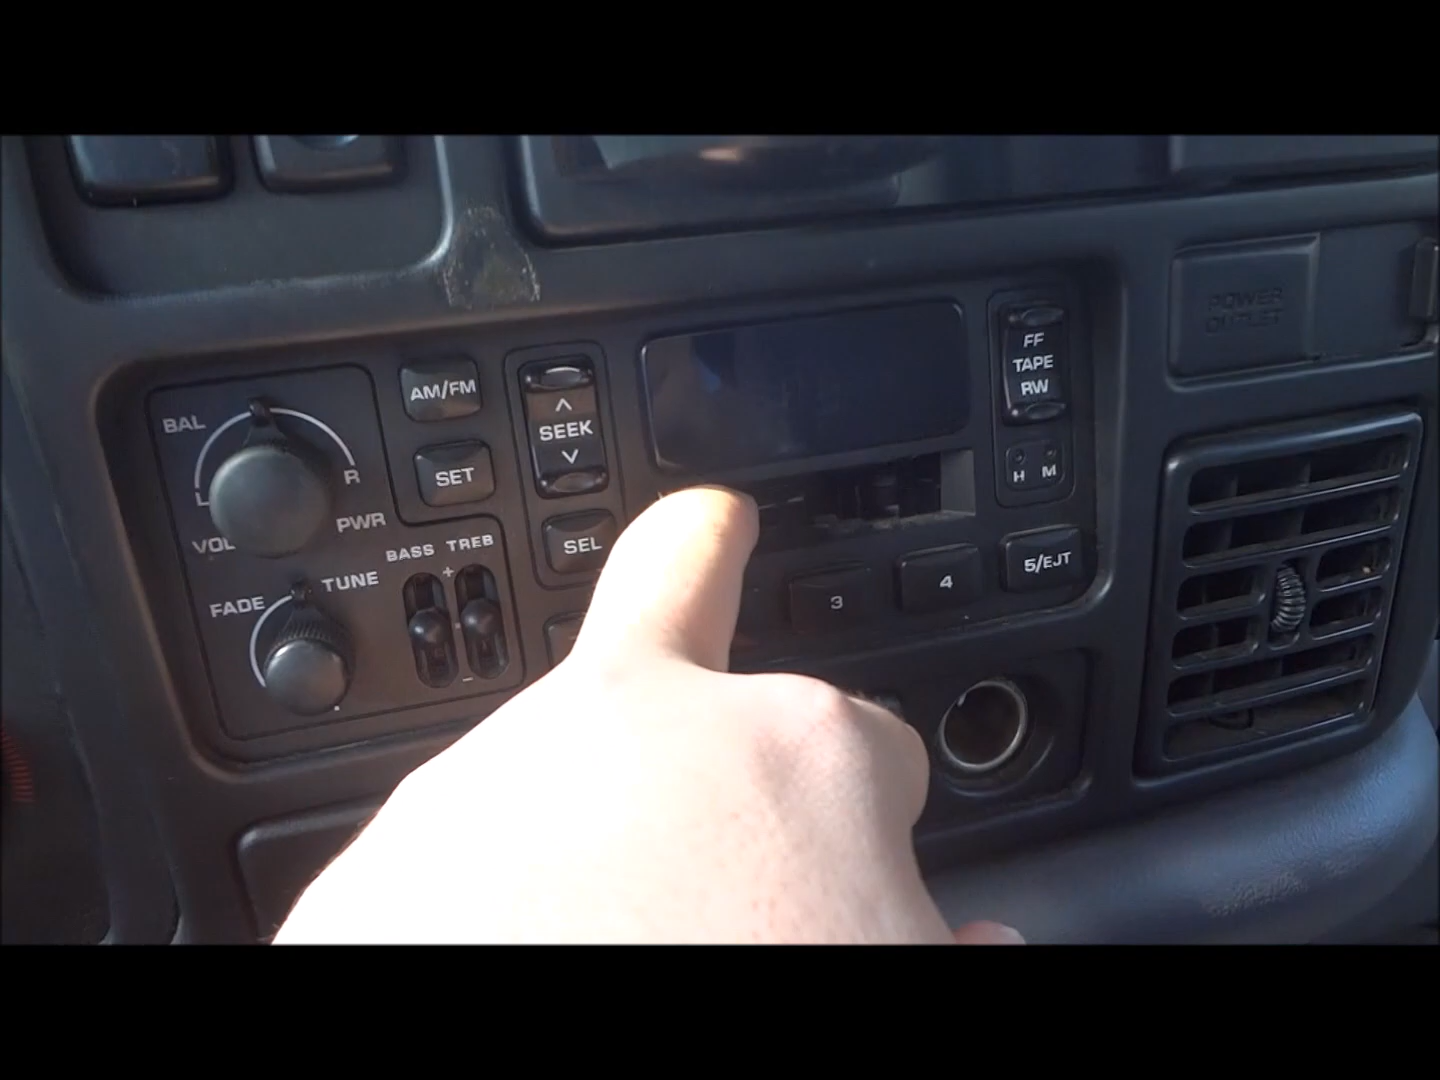 BAL
L
R
VOL
PWR
FADE
TUNE
AM/FM
SET
BASS TREB
+
-
SEEK
SEL
3
4
5/EJT
FF
TAPE
RW
H M
POWER
OUTLET